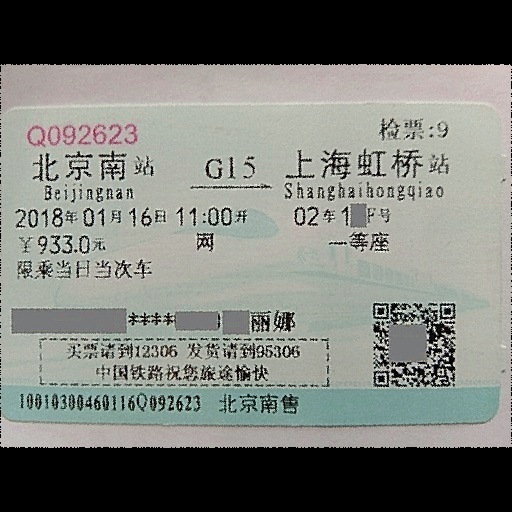 Q092623 检票:9
北京南站 G15 上海虹桥站
Beijingnan Shanghaihongqiao
2018年01月16日 11:00开 02车1 F号
￥933.0元 网 一等座
限乘当日当次车
**** 丽娜
买票请到12306 发货请到95306
中国铁路祝您旅途愉快
10010300460116Q092623 北京南售